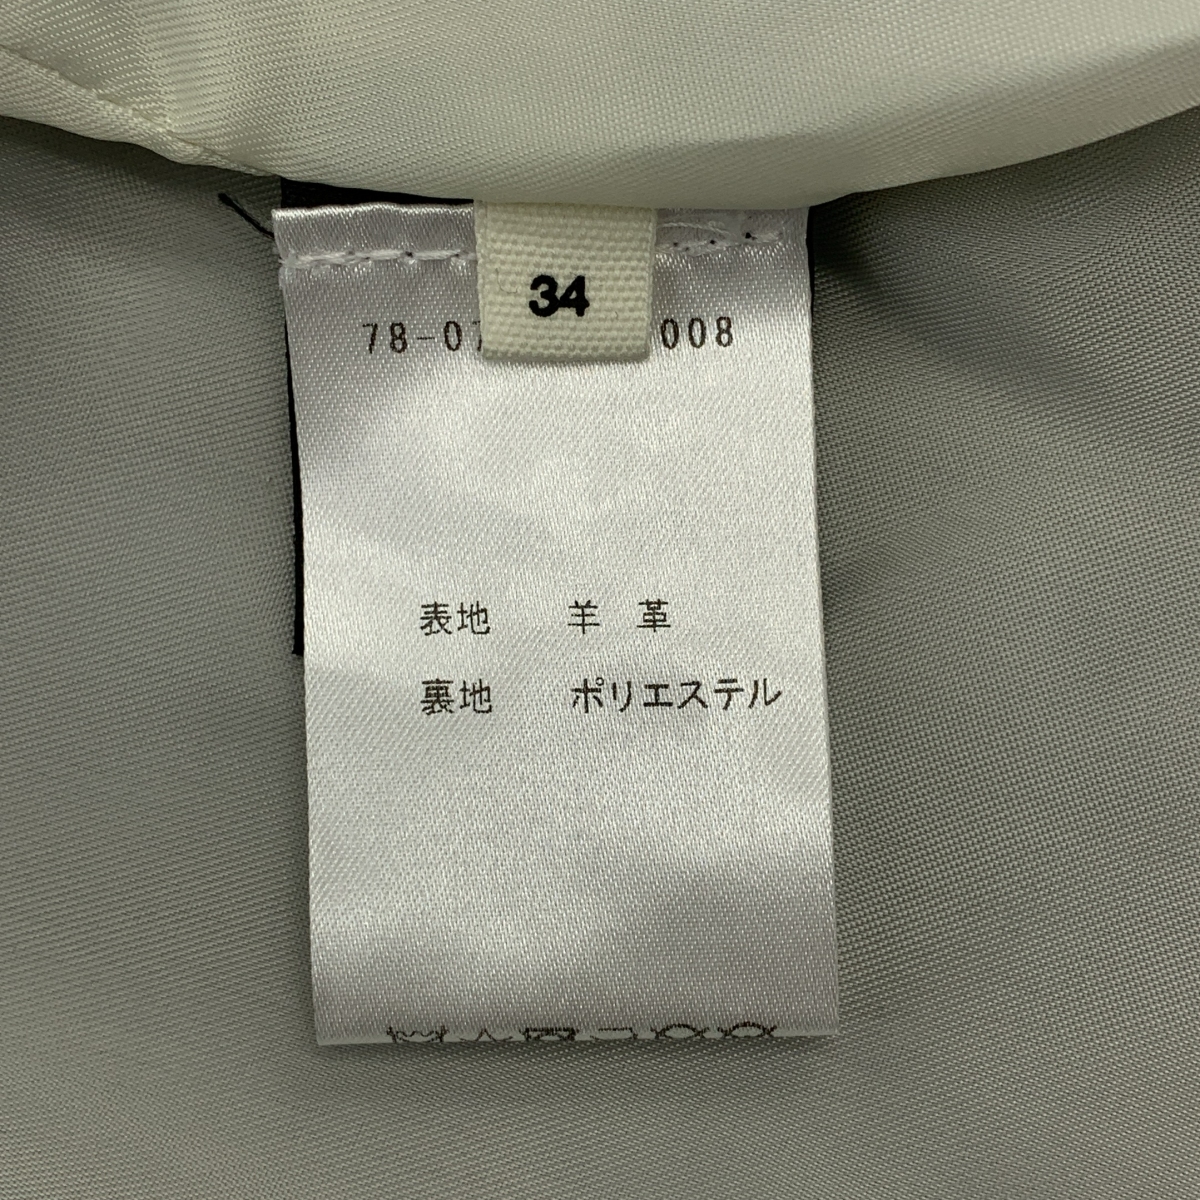 34
78-07 008
表地 羊 革
裏地 ポリエステル